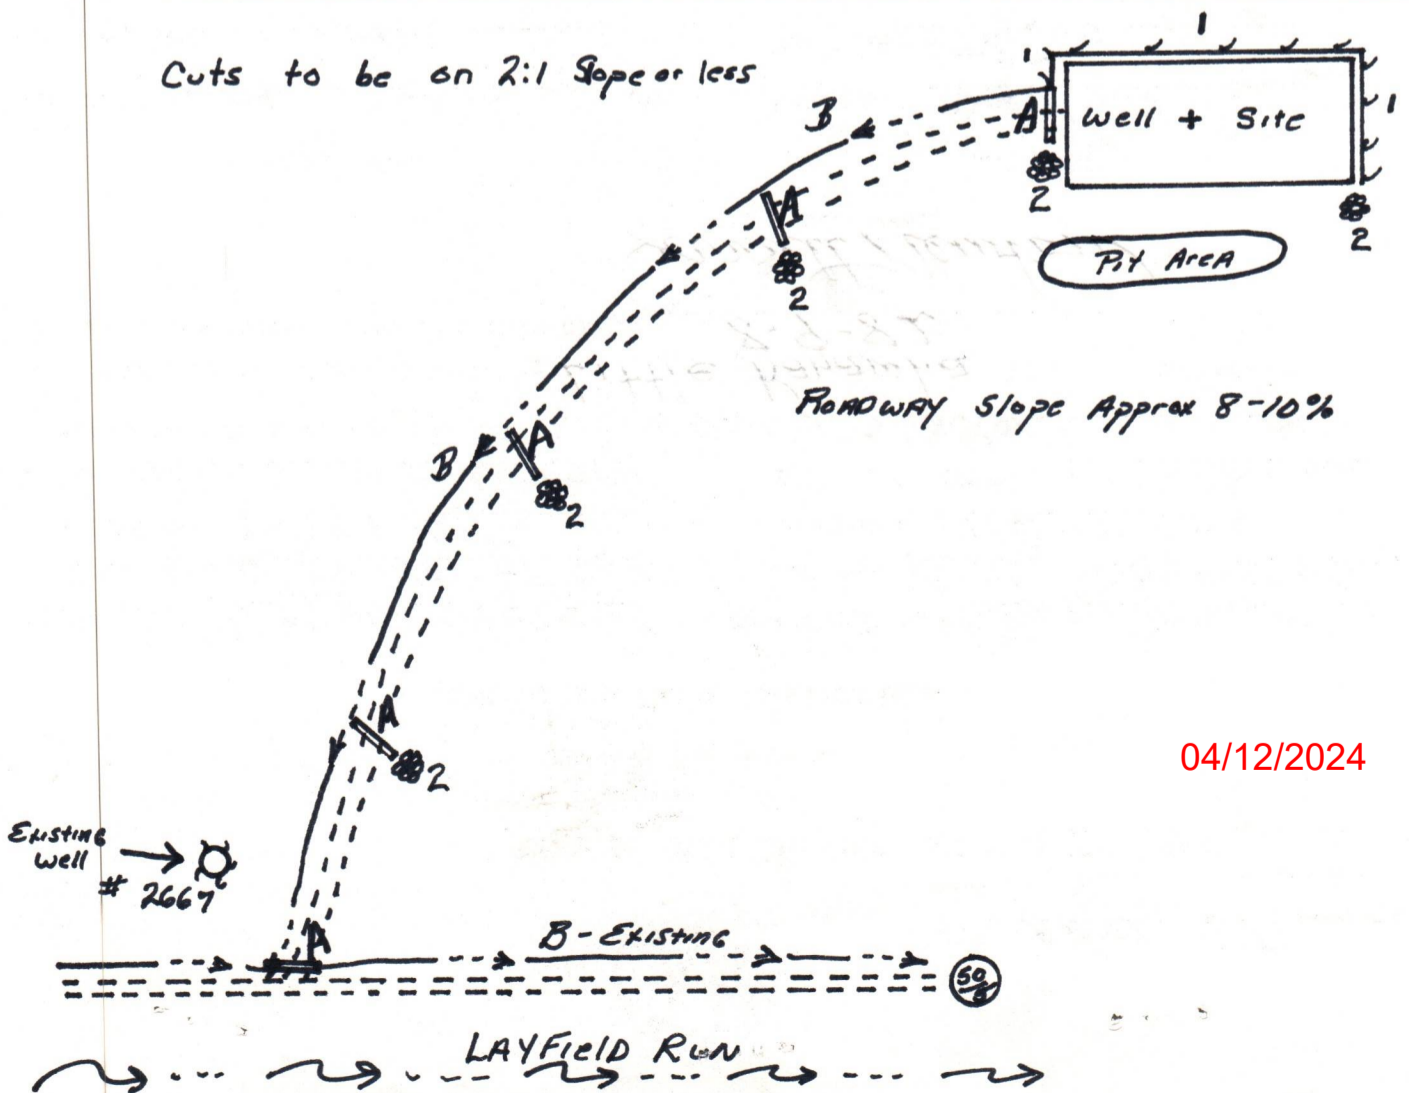 1
Cuts to be on 2:1 Slope or less
1
B
A
Well + Site
1
2
A
2
Pit Area
2
ROADWAY Slope Approx 8-10%
B
A
2
A
2
04/12/2024
Existing
Well
# 2667
A
B-Existing
50
LAYFIELD RUN